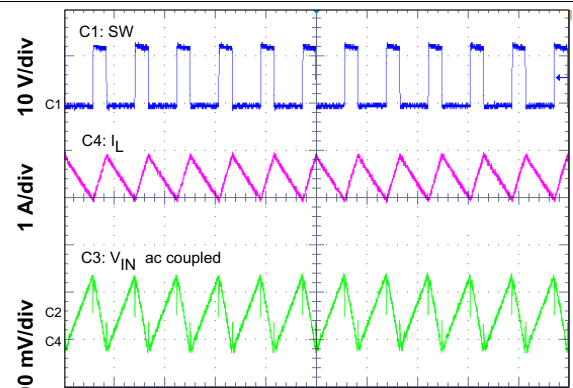 C1: SW
10 V/div
C1
C4: IL
1 A/div
C3: VIN ac coupled
C2
C4
mV/div